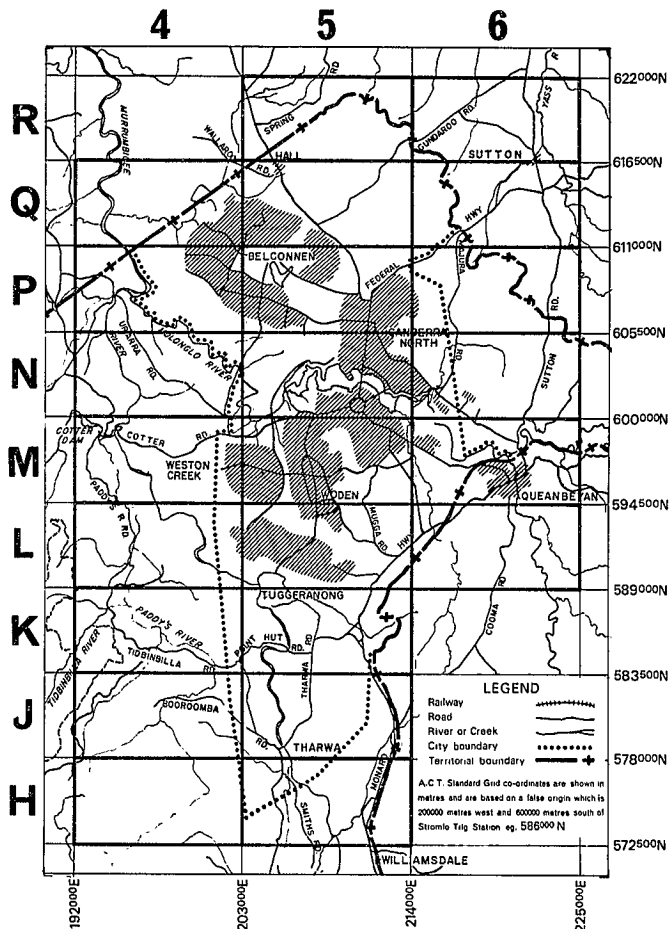 4 5 6
R
Q
P
N
M
L
K
J
H
622000N
616500N
611000N
605500N
600000N
594500N
589000N
583500N
578000N
572500N
192000E
203000E
214000E
225000E
MURRUMBIDGEE
WALLAROO RD.
SPRING RD
HALL
GUNDAROO RD.
YASS R
SUTTON
FEDERAL HWY
MAJURA RD
SUTTON RD.
BELCONNEN
CANBERRA
NORTH
URIARRA RD
RIVER
MOLONGLO RIVER
COTTER
DAM
COTTER RD.
WESTON
CREEK
WODEN
MUGGA RD
HWY
QUEANBEYAN
PADDY'S R RD.
TUGGERANONG
PADDY'S RIVER
TIDBINBILLA RIVER
TIDBINBILLA RD.
POINT HUT RD.
THARWA RD
COOMA RD
BOOROOMBA RD.
THARWA
SMITHS RD.
MONARO
WILLIAMSDALE
LEGEND
Railway
Road
River or Creek
City boundary
Territorial boundary
A.C.T. Standard Grid co-ordinates are shown in
metres and are based on a false origin which is
200000 metres west and 600000 metres south of
Stromlo Trig Station eg. 586000 N